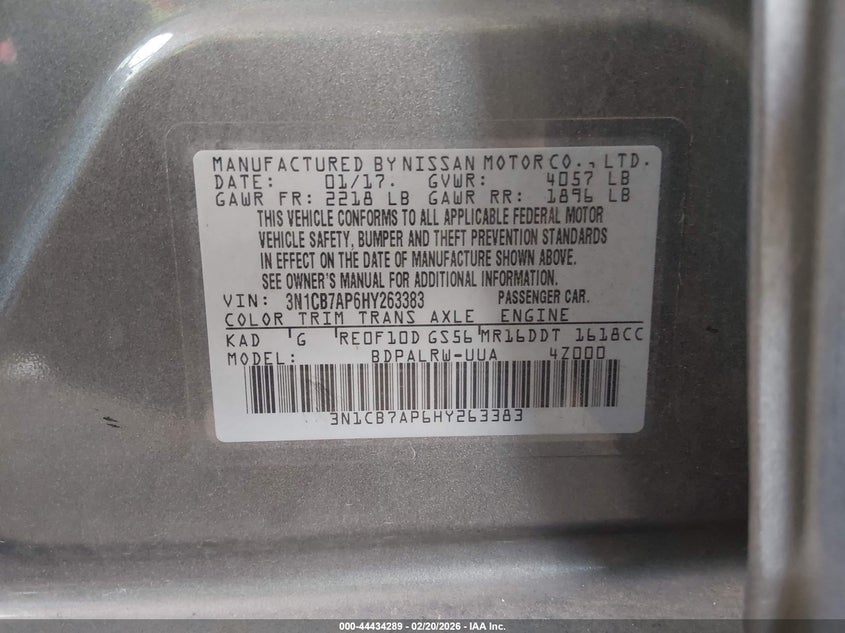 MANUFACTURED BY NISSAN MOTOR CO., LTD.
DATE: 01/17. GVWR: 4057 LB
GAWR FR: 2218 LB GAWR RR: 1896 LB
THIS VEHICLE CONFORMS TO ALL APPLICABLE FEDERAL MOTOR
VEHICLE SAFETY, BUMPER AND THEFT PREVENTION STANDARDS
IN EFFECT ON THE DATE OF MANUFACTURE SHOWN ABOVE.
SEE OWNER'S MANUAL FOR ADDITIONAL INFORMATION.
VIN: 3N1CB7AP6HY263383 PASSENGER CAR.
COLOR TRIM TRANS AXLE ENGINE
KAD G RE0F10D GS56 MR16DDT 1618CC
MODEL: BDPALRW-UUA 4Z000
3N1CB7AP6HY263383
000-44434289 - 02/20/2026 - IAA Inc.